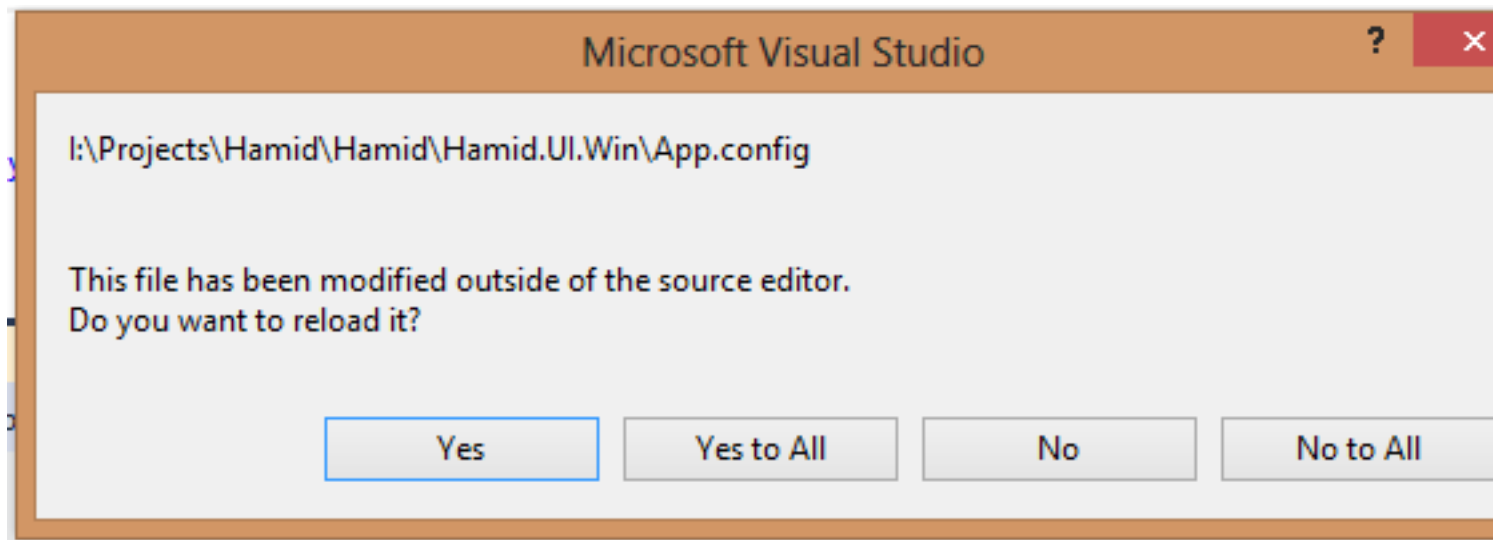 Microsoft Visual Studio
?
I:\Projects\Hamid\Hamid\Hamid.UI.Win\App.config
This file has been modified outside of the source editor.
Do you want to reload it?
Yes Yes to All No No to All